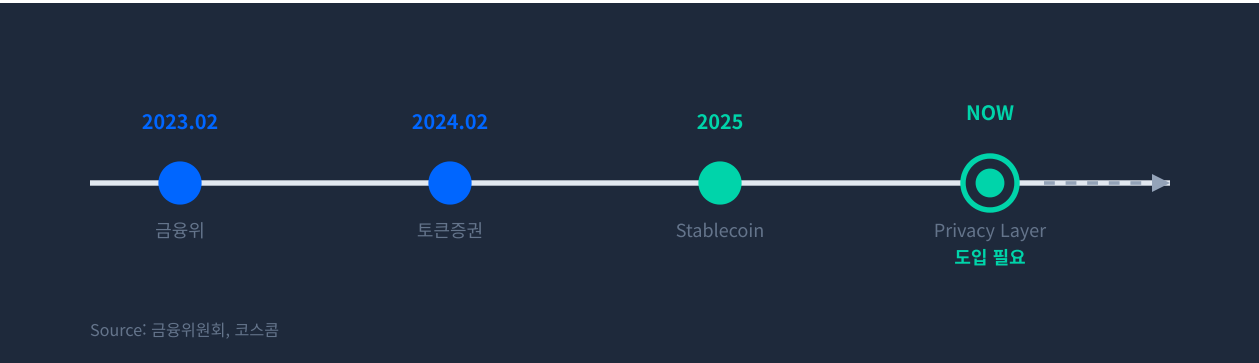 2023.02
2024.02
2025
NOW
금융위
토큰증권
Stablecoin
Privacy Layer
도입 필요
Source: 금융위원회, 코스콤